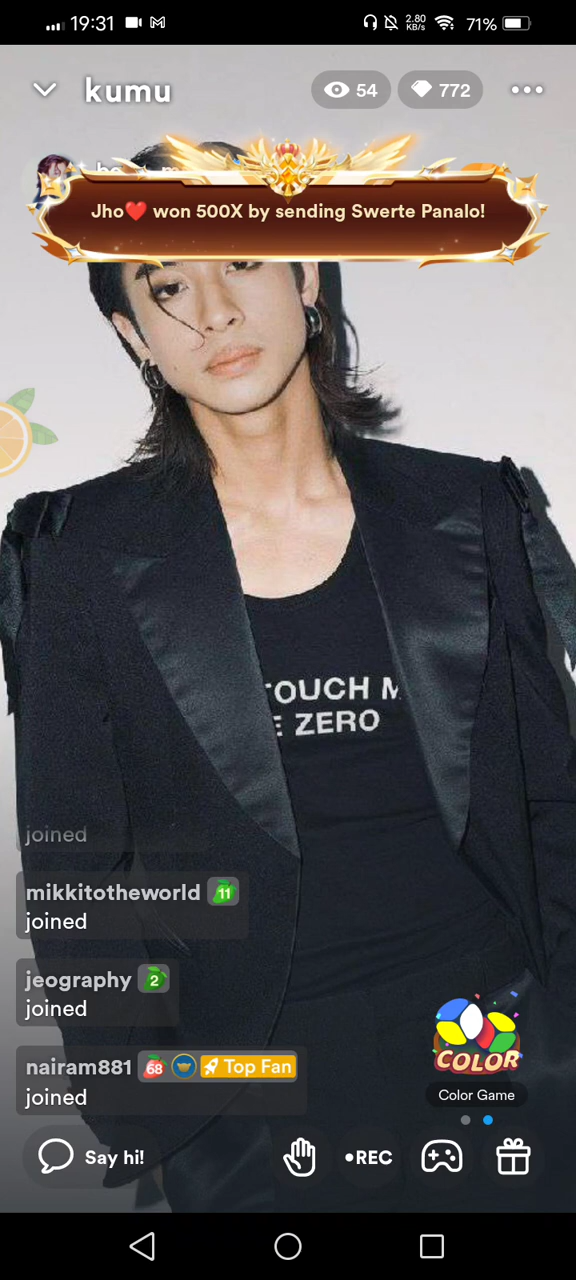 19:31
2.80
KB/s
71%
kumu
54
772
Jho❤️ won 500X by sending Swerte Panalo!
TOUCH M
E ZERO
joined
mikkitotheworld 11
joined
jeography 2
joined
nairam881 68 Top Fan
joined
COLOR
Color Game
Say hi!
•REC